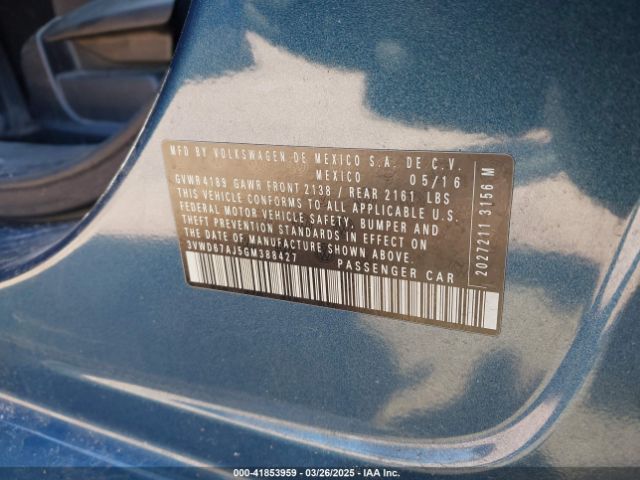 MFD BY VOLKSWAGEN DE MEXICO S.A. DE C.V.
MEXICO 05/16
GVWR 4189 GAWR FRONT 2138 / REAR 2161 LBS
THIS VEHICLE CONFORMS TO ALL APPLICABLE U.S.
FEDERAL MOTOR VEHICLE SAFETY, BUMPER AND
THEFT PREVENTION STANDARDS IN EFFECT ON
DATE OF MANUFACTURE SHOWN ABOVE.
3VWD67AJ5GM388427 PASSENGER CAR
2027211 3156 M
000-41853959 — 03/26/2025 — IAA Inc.